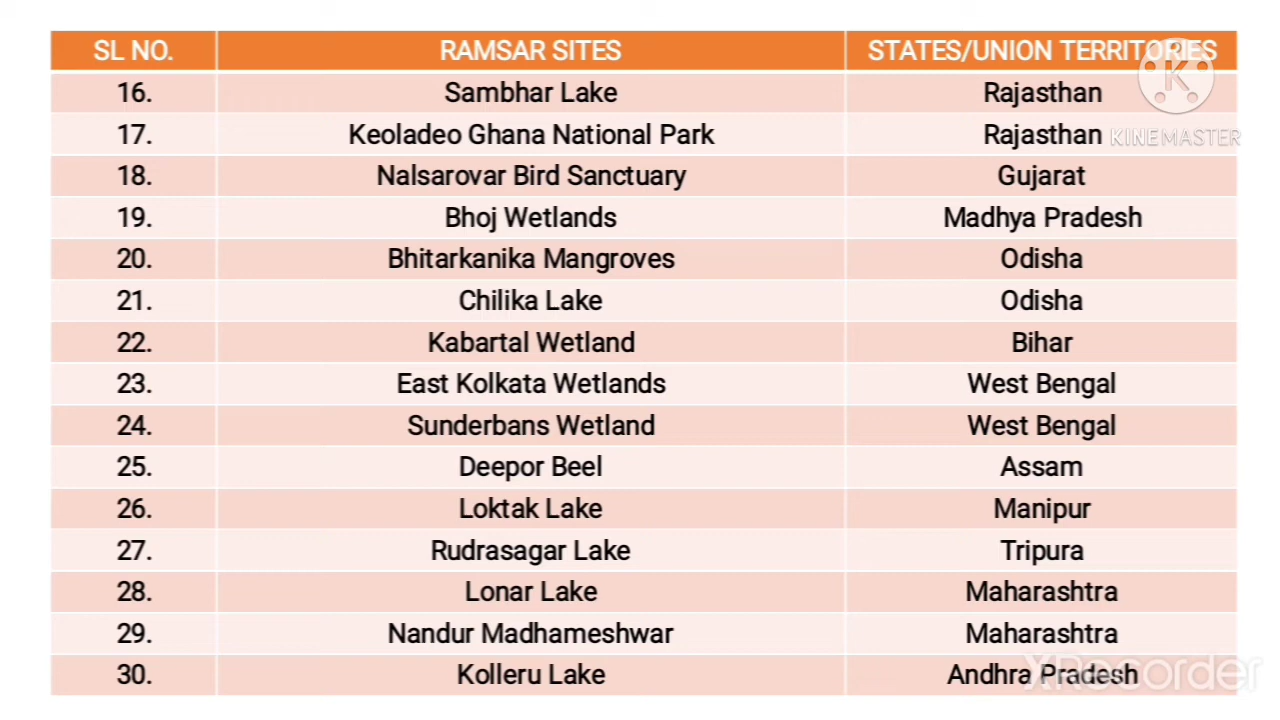 SL NO. RAMSAR SITES STATES/UNION TERRITORIES
16. Sambhar Lake Rajasthan
17. Keoladeo Ghana National Park Rajasthan
KINEMASTER
18. Nalsarovar Bird Sanctuary Gujarat
19. Bhoj Wetlands Madhya Pradesh
20. Bhitarkanika Mangroves Odisha
21. Chilika Lake Odisha
22. Kabartal Wetland Bihar
23. East Kolkata Wetlands West Bengal
24. Sunderbans Wetland West Bengal
25. Deepor Beel Assam
26. Loktak Lake Manipur
27. Rudrasagar Lake Tripura
28. Lonar Lake Maharashtra
29. Nandur Madhameshwar Maharashtra
30. Kolleru Lake Andhra Pradesh
XRecorder